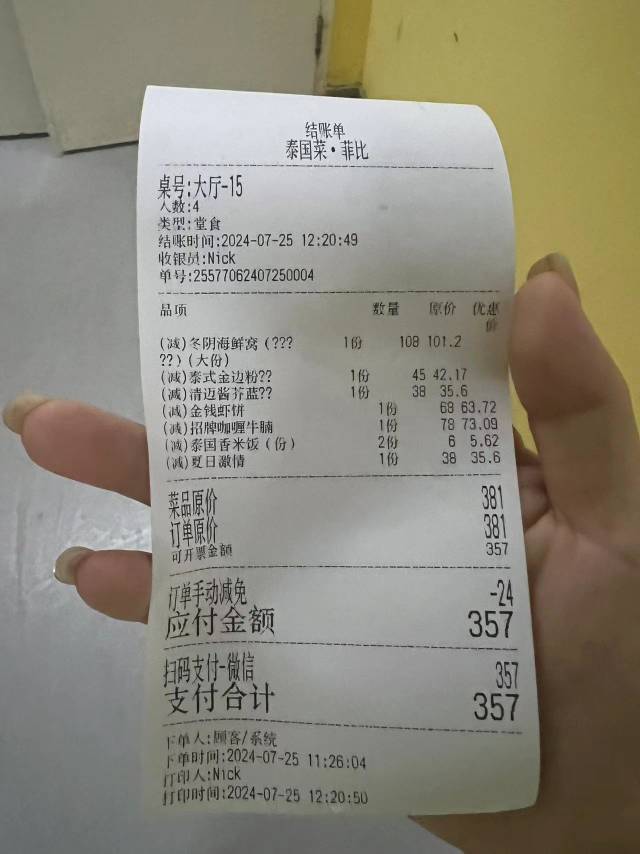 结账单
泰国菜·菲比
桌号:大厅-15
人数:4
类型:堂食
结账时间:2024-07-25 12:20:49
收银员:Nick
单号:25577062407250004
品项 数量 原价 优惠价
(减)冬阴海鲜窝(??? 1份 108 101.2
??)(大份)
(减)泰式金边粉?? 1份 45 42.17
(减)清迈酱芥蓝?? 1份 38 35.6
(减)金钱虾饼 1份 68 63.72
(减)招牌咖喱牛腩 1份 78 73.09
(减)泰国香米饭(份) 2份 6 5.62
(减)夏日激情 1份 38 35.6
菜品原价 381
订单原价 381
可开票金额 357
订单手动减免 -24
应付金额 357
扫码支付-微信 357
支付合计 357
下单人:顾客/系统
下单时间:2024-07-25 11:26:04
打印人:Nick
打印时间:2024-07-25 12:20:50